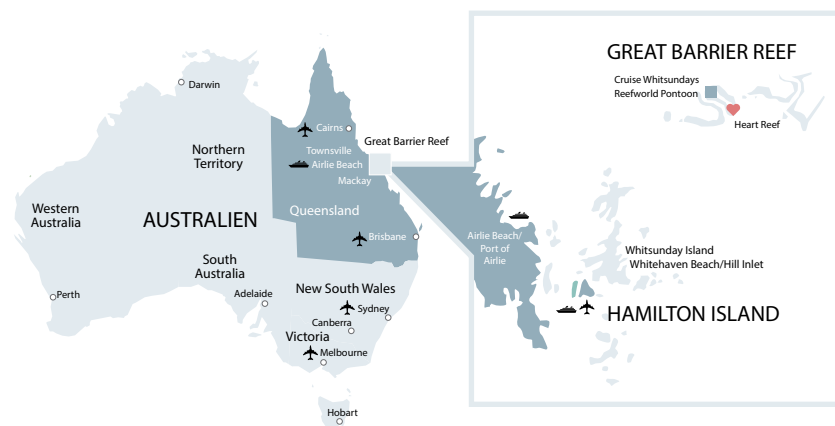 Darwin
Cairns
Great Barrier Reef
Northern
Territory
Townsville
Airlie Beach
Mackay
Western
Australia
AUSTRALIEN
Queensland
Brisbane
South
Australia
Perth
Adelaide
New South Wales
Sydney
Canberra
Victoria
Melbourne
Hobart
GREAT BARRIER REEF
Cruise Whitsundays
Reefworld Pontoon
Heart Reef
Airlie Beach/
Port of
Airlie
Whitsunday Island
Whitehaven Beach/Hill Inlet
HAMILTON ISLAND